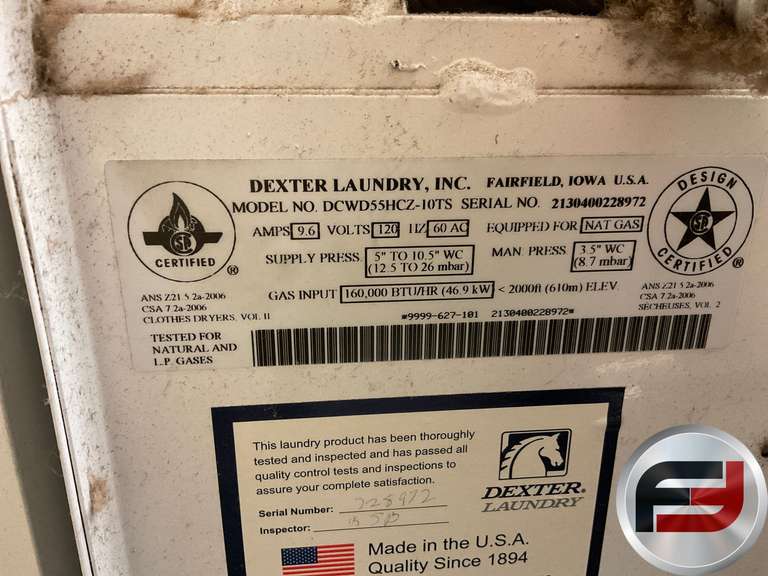 DEXTER LAUNDRY, INC. FAIRFIELD, IOWA U.S.A.
MODEL NO. DCWD55HCZ-10TS SERIAL NO. 2130400228972
AMPS 9.6 VOLTS 120 HZ 60 AC EQUIPPED FOR NAT GAS
SUPPLY PRESS. 5" TO 10.5" WC (12.5 TO 26 mbar) MAN. PRESS. 3.5" WC (8.7 mbar)
GAS INPUT 160,000 BTU/HR (46.9 kW) < 2000ft (610m) ELEV.
CERTIFIED ®
ANS Z21.5.2a-2006
CSA 7.2a-2006
CLOTHES DRYERS, VOL II
TESTED FOR
NATURAL AND
L.P. GASES
DESIGN
CERTIFIED ®
ANS Z21.5.2a-2006
CSA 7.2a-2006
SECHEUSES, VOL 2
#9999-627-101 2130400228972#
This laundry product has been thoroughly
tested and inspected and has passed all
quality control tests and inspections to
assure your complete satisfaction.
Serial Number: 228972
Inspector:
DEXTER®
LAUNDRY
Made in the U.S.A.
Quality Since 1894